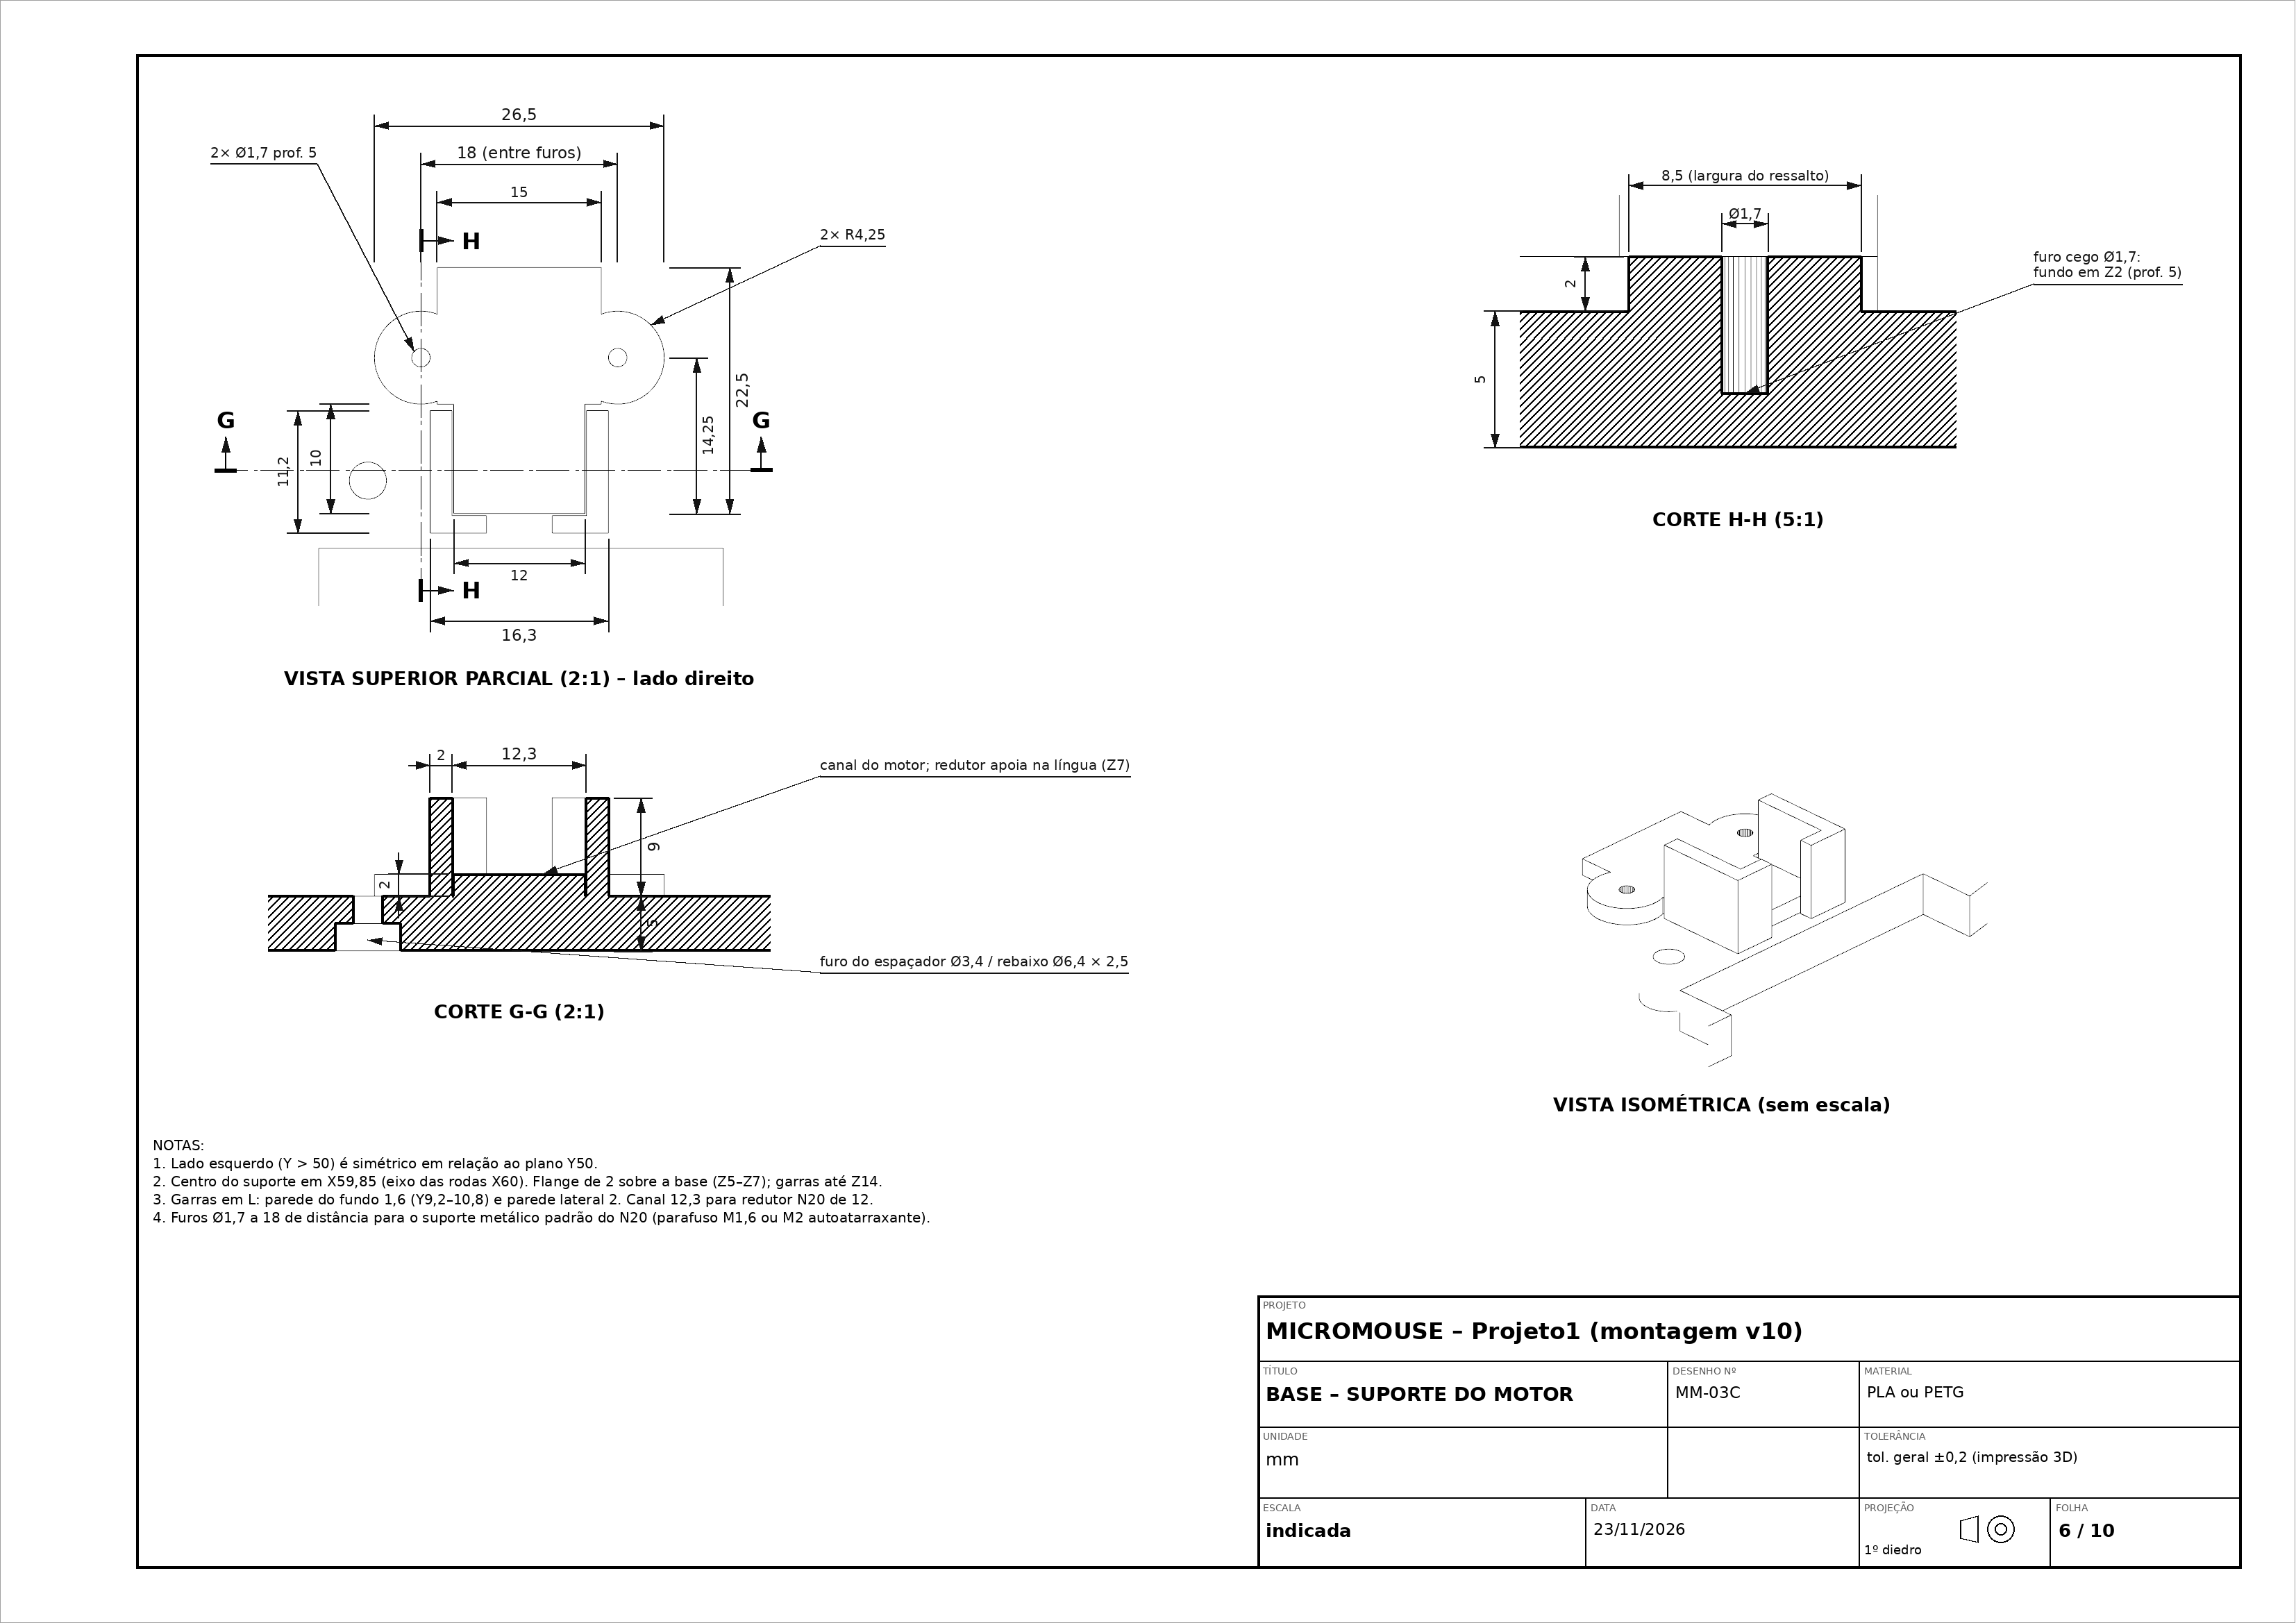 26,5
2× Ø1,7 prof. 5
18 (entre furos)
15
H
2× R4,25
G
G
22,5
14,25
11,2
10
12
H
16,3
VISTA SUPERIOR PARCIAL (2:1) – lado direito
8,5 (largura do ressalto)
Ø1,7
furo cego Ø1,7:
fundo em Z2 (prof. 5)
2
5
CORTE H-H (5:1)
2
12,3
canal do motor; redutor apoia na língua (Z7)
9
2
5
furo do espaçador Ø3,4 / rebaixo Ø6,4 × 2,5
CORTE G-G (2:1)
VISTA ISOMÉTRICA (sem escala)
NOTAS:
1. Lado esquerdo (Y > 50) é simétrico em relação ao plano Y50.
2. Centro do suporte em X59,85 (eixo das rodas X60). Flange de 2 sobre a base (Z5–Z7); garras até Z14.
3. Garras em L: parede do fundo 1,6 (Y9,2–10,8) e parede lateral 2. Canal 12,3 para redutor N20 de 12.
4. Furos Ø1,7 a 18 de distância para o suporte metálico padrão do N20 (parafuso M1,6 ou M2 autoatarraxante).
PROJETO
MICROMOUSE – Projeto1 (montagem v10)
TÍTULO
BASE – SUPORTE DO MOTOR
DESENHO Nº
MM-03C
MATERIAL
PLA ou PETG
UNIDADE
mm
TOLERÂNCIA
tol. geral ±0,2 (impressão 3D)
ESCALA
indicada
DATA
23/11/2026
PROJEÇÃO
1º diedro
FOLHA
6 / 10